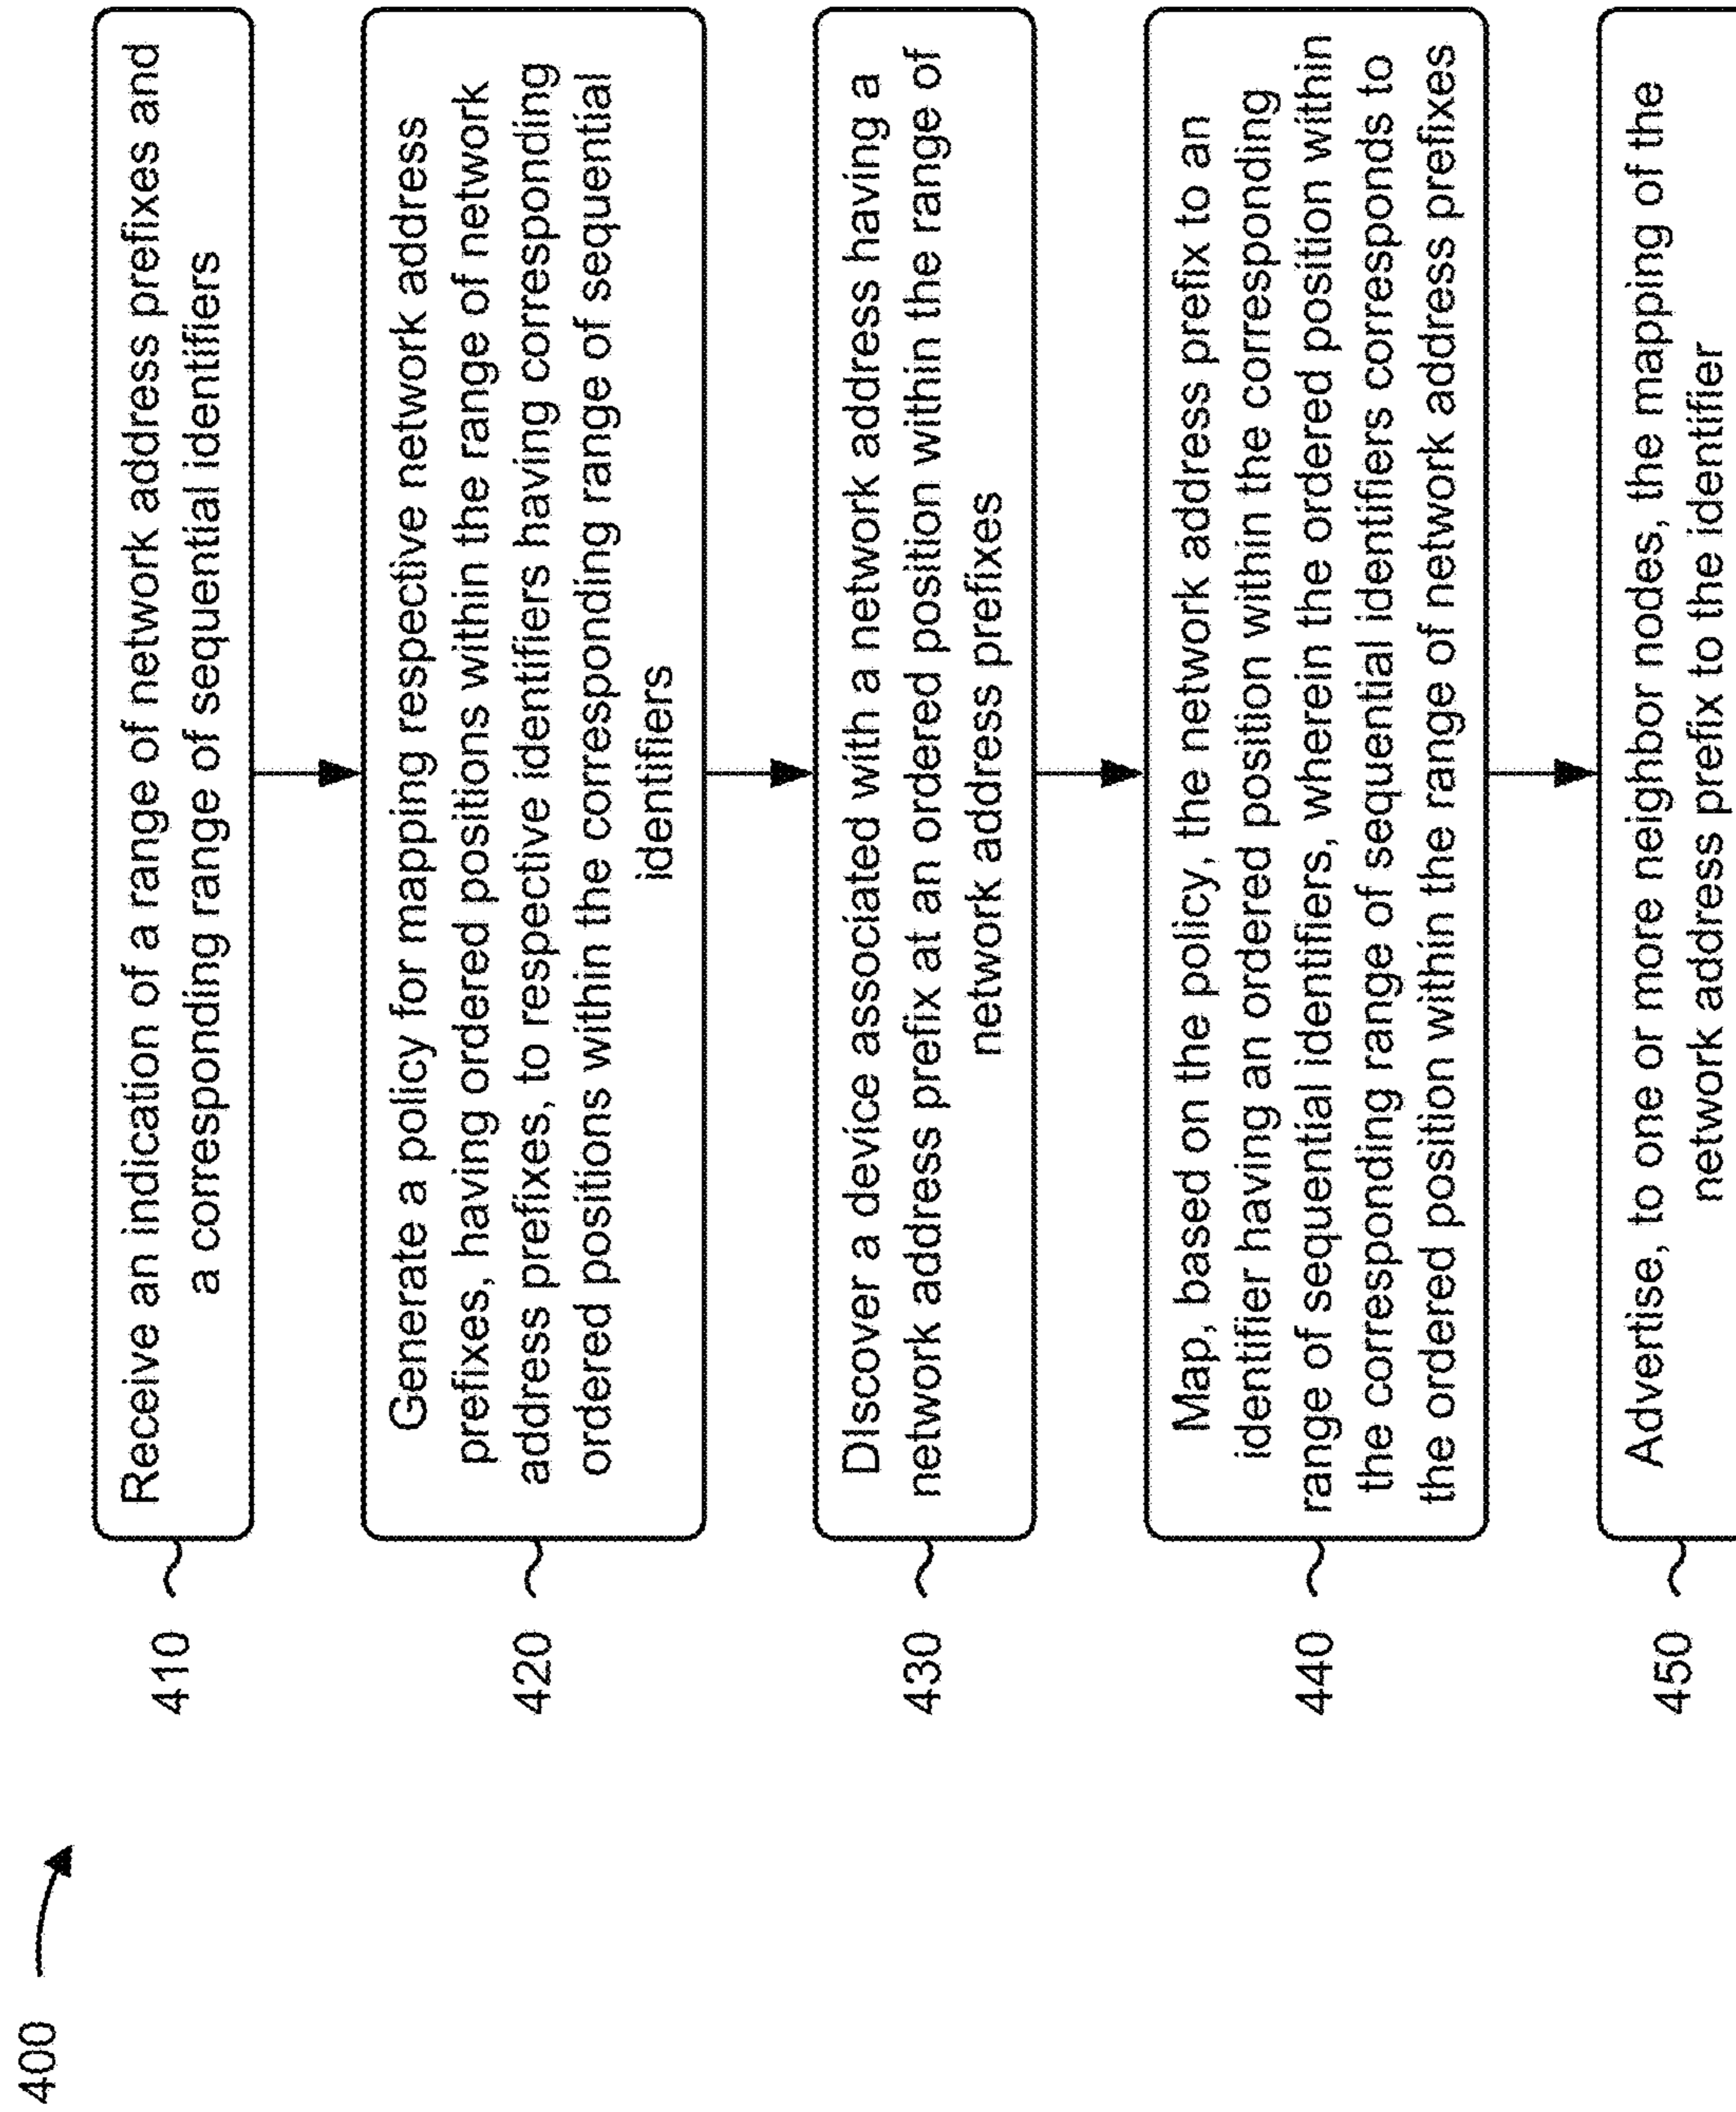 400
410
Receive an indication of a range of network address prefixes and
a corresponding range of sequential identifiers
420
Generate a policy for mapping respective network address
prefixes, having ordered positions within the range of network
address prefixes, to respective identifiers having corresponding
ordered positions within the corresponding range of sequential
identifiers
430
Discover a device associated with a network address having a
network address prefix at an ordered position within the range of
network address prefixes
440
Map, based on the policy, the network address prefix to an
identifier having an ordered position within the corresponding
range of sequential identifiers, wherein the ordered position within
the corresponding range of sequential identifiers corresponds to
the ordered position within the range of network address prefixes
450
Advertise, to one or more neighbor nodes, the mapping of the
network address prefix to the identifier